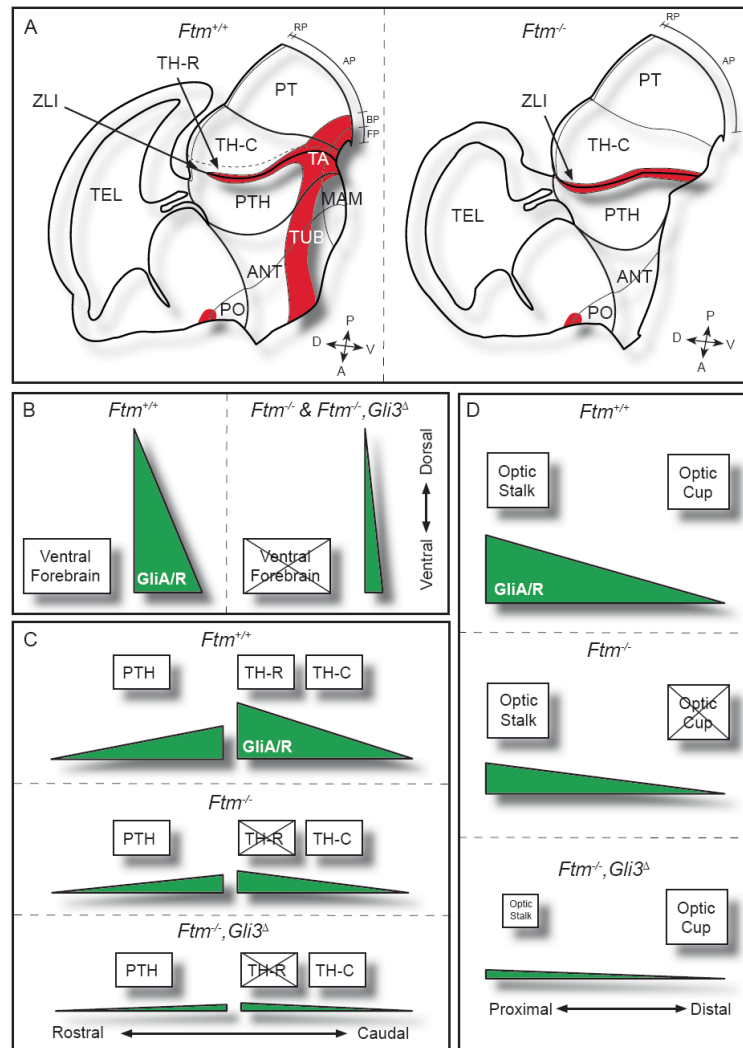 A
Ftm+/+
Ftm-/-
RP
AP
PT
BP
FP
TH-R
ZLI
TH-C
TA
TEL
PTH
MAM
TUB
ANT
PO
P
D
V
A
RP
AP
PT
ZLI
TH-C
TEL
PTH
ANT
PO
P
D
V
A
B
Ftm+/+
Ftm-/- & Ftm-/-,Gli3Δ
Ventral
Forebrain
GliA/R
Ventral
Forebrain
Dorsal
Ventral
C
Ftm+/+
PTH
TH-R
TH-C
GliA/R
Ftm-/-
PTH
TH-R
TH-C
Ftm-/-,Gli3Δ
PTH
TH-R
TH-C
Rostral
Caudal
D
Ftm+/+
Optic
Stalk
Optic
Cup
GliA/R
Ftm-/-
Optic
Stalk
Optic
Cup
Ftm-/-,Gli3Δ
Optic
Stalk
Optic
Cup
Proximal
Distal